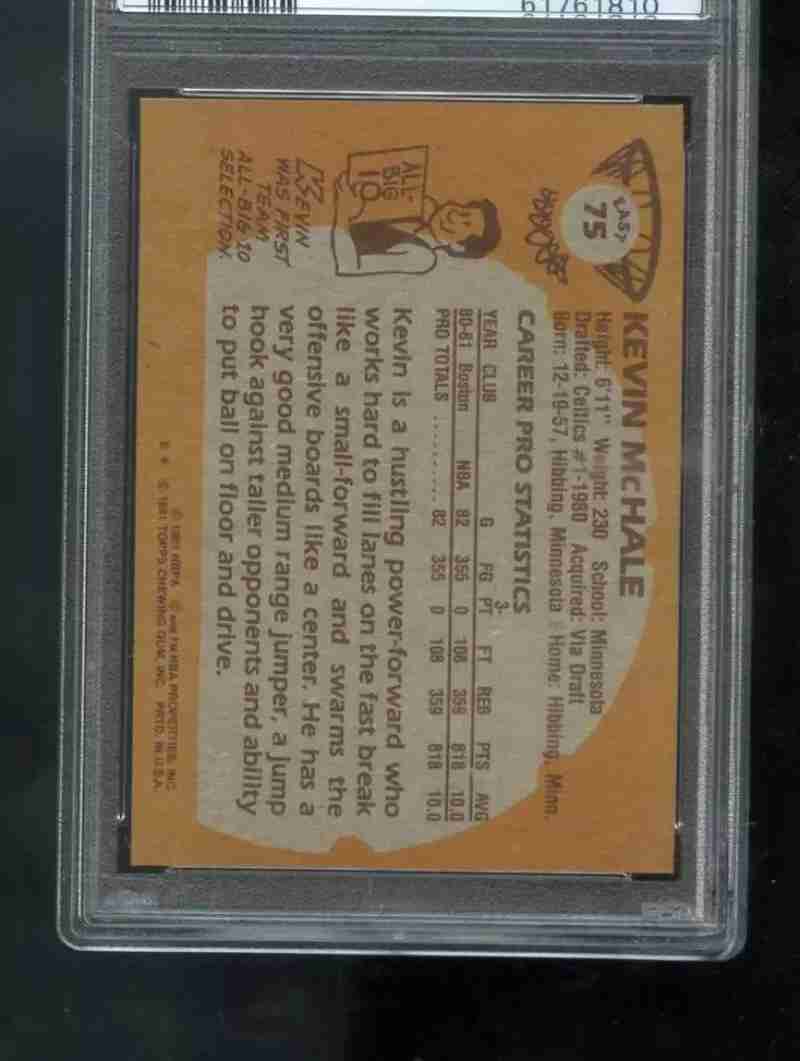 61761810
EAST
75
KEVIN McHALE
Height: 6'11" Weight: 230 School: Minnesota
Drafted: Celtics #1-1980 Acquired: Via Draft
Born: 12-19-57, Hibbing, Minnesota Home: Hibbing, Minn.
CAREER PRO STATISTICS
YEAR CLUB G FG 3-PT FT REB PTS AVG
80-81 Boston NBA 82 355 0 108 359 818 10.0
PRO TOTALS .......... 82 355 0 108 359 818 10.0
Kevin is a hustling power-forward who
works hard to fill lanes on the fast break
like a small-forward and swarms the
offensive boards like a center. He has a
very good medium range jumper, a jump
hook against taller opponents and ability
to put ball on floor and drive.
ALL-
BIG
10
KEVIN
WAS FIRST
TEAM
ALL-BIG 10
SELECTION.
© 1981 NBPA © 1981 NBA PROPERTIES, INC.
© 1981 TOPPS CHEWING GUM, INC. PRTD. IN U.S.A.